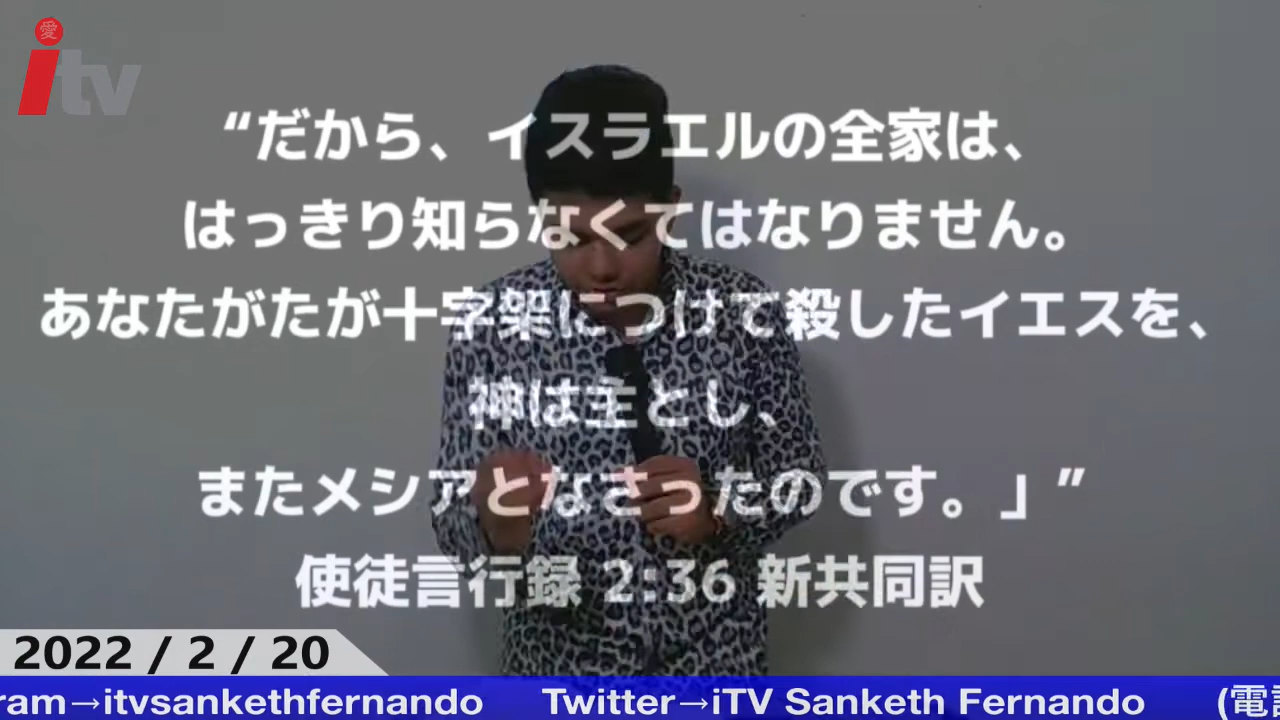 愛
itv
“だから、イスラエルの全家は、
はっきり知らなくてはなりません。
あなたがたが十字架につけて殺したイエスを、
神は主とし、
またメシアとなさったのです。」”
使徒言行録 2:36 新共同訳
2022 / 2 / 20
ram→itvsankethfernando Twitter→iTV Sanketh Fernando (電話